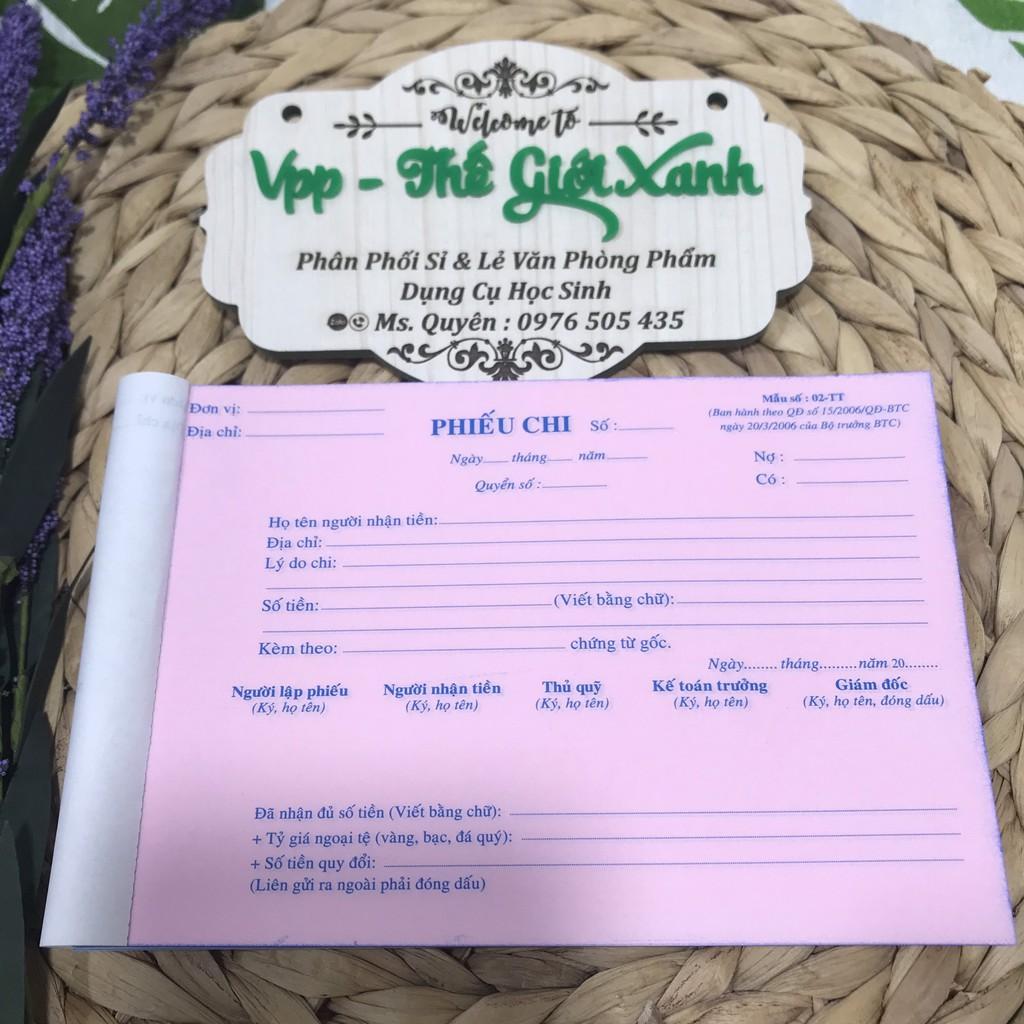 Welcome to
Vpp - Thế Giới Xanh
Phân Phối Sỉ & Lẻ Văn Phòng Phẩm
Dụng Cụ Học Sinh
Zalo Ms. Quyên : 0976 505 435
Đơn vị:
Địa chỉ:
PHIẾU CHI Số :
Mẫu số : 02-TT
(Ban hành theo QĐ số 15/2006/QĐ-BTC
ngày 20/3/2006 của Bộ trưởng BTC)
Ngày tháng năm
Quyển số :
Nợ :
Có :
Họ tên người nhận tiền:
Địa chỉ:
Lý do chi:
Số tiền: (Viết bằng chữ):
Kèm theo: chứng từ gốc.
Ngày........ tháng......... năm 20........
Người lập phiếu Người nhận tiền Thủ quỹ Kế toán trưởng Giám đốc
(Ký, họ tên) (Ký, họ tên) (Ký, họ tên) (Ký, họ tên) (Ký, họ tên, đóng dấu)
Đã nhận đủ số tiền (Viết bằng chữ):
+ Tỷ giá ngoại tệ (vàng, bạc, đá quý):
+ Số tiền quy đổi:
(Liên gửi ra ngoài phải đóng dấu)